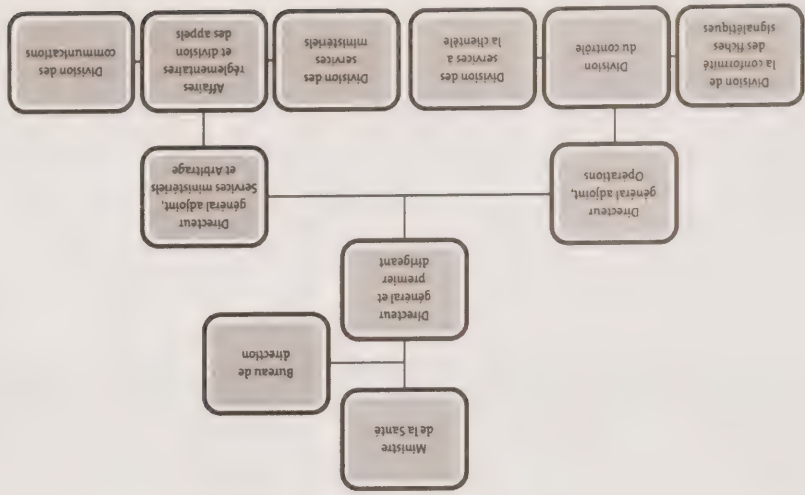 Ministre
de la Santé
Bureau de
direction
Directeur
général et
premier
dirigeant
Directeur
général adjoint,
Operations
Directeur
général adjoint,
Services ministériels
et Arbitrage
Division de
la conformité
des fiches
signalétiques
Division
du contrôle
Division des
services à
la clientèle
Division des
services
ministériels
Affaires
réglementaires
et division
des appels
Division des
communications